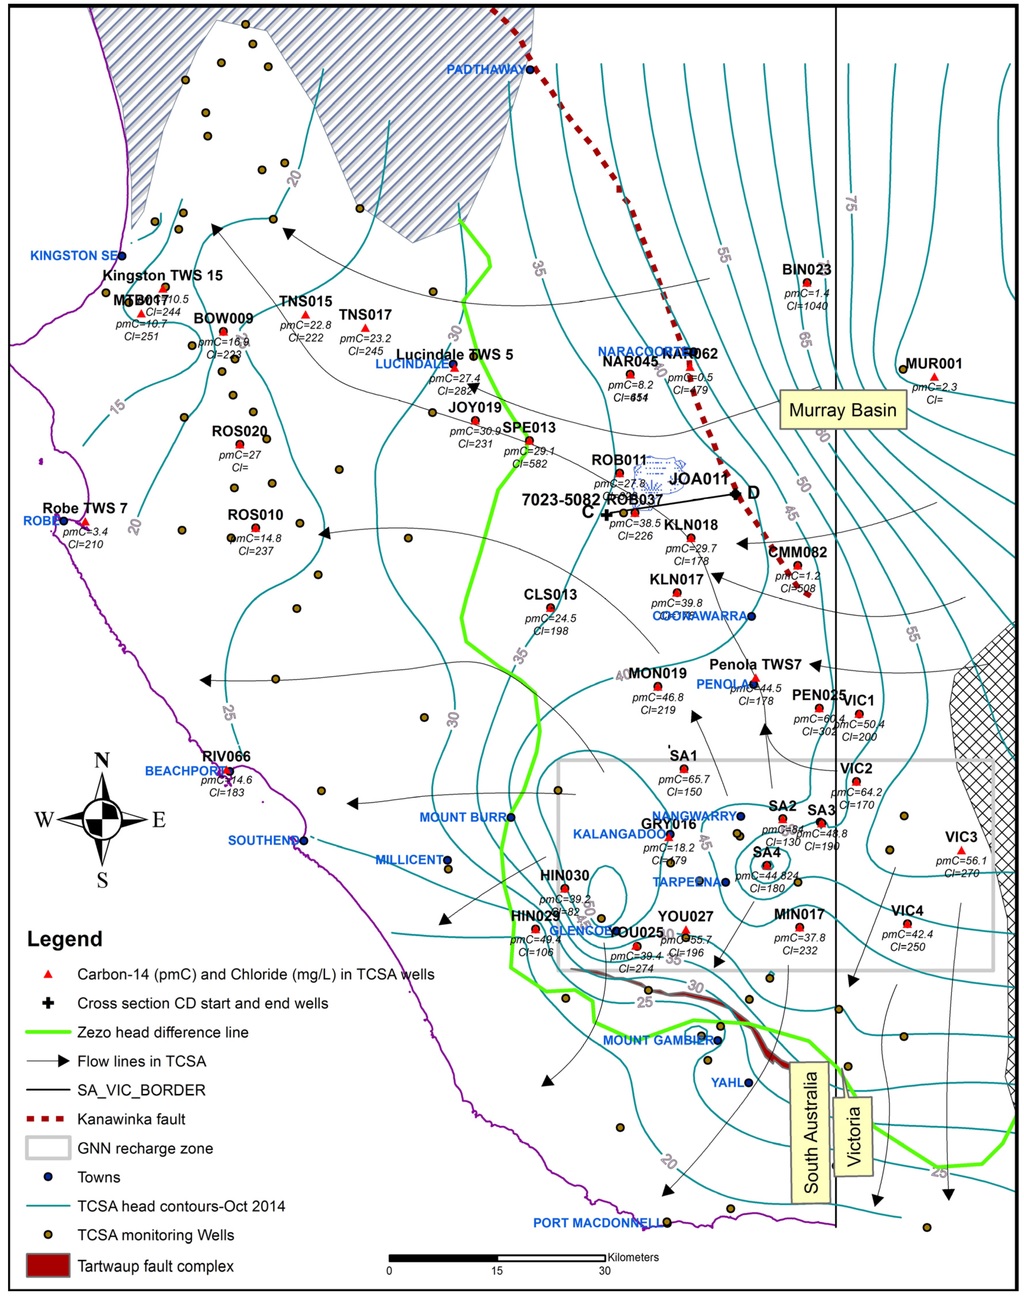 PADTHAWAY
20
75
KINGSTON SE
Kingston TWS 15
Cl=244
MTB017
pmC=10.7
Cl=251
BOW009
pmC=16.9
Cl=223
TNS015
pmC=22.8
Cl=222
TNS017
pmC=23.2
Cl=245
35
55
BIN023
pmC=1.4
Cl=1040
30
Lucindale TWS 5
LUCINDALE
pmC=27.4
Cl=282
NARACOORTE
NAR062
pmC=0.5
Cl=479
NAR045
pmC=8.2
40
MUR001
pmC=2.3
Cl=
Murray Basin
15
JOY019
pmC=30.9
Cl=231
SPE013
pmC=29.1
Cl=582
60
ROS020
pmC=27
Cl=
ROB011
pmC=27.8
JOA011
D
50
7023-5082
C
ROB037
pmC=38.5
Cl=226
45
Robe TWS 7
ROBE
pmC=3.4
Cl=210
20
ROS010
pmC=14.8
Cl=237
KLN018
pmC=29.7
Cl=178
CMM082
pmC=1.2
Cl=508
KLN017
pmC=39.8
COONAWARRA
CLS013
pmC=24.5
Cl=198
55
35
40
MON019
pmC=46.8
Cl=219
Penola TWS7
PENOLA
pmC=44.5
Cl=178
PEN025
pmC=60.4
Cl=302
VIC1
pmC=50.4
Cl=200
25
30
RIV066
BEACHPORT
pmC=14.6
Cl=183
'SA1
pmC=65.7
Cl=150
VIC2
pmC=64.2
Cl=170
N
W
E
S
MOUNT BURR
NANGWARRY
GRY016
KALANGADOO
pmC=18.2
Cl=179
45
SA2
Cl=130
SA3
pmC=48.8
Cl=190
VIC3
pmC=56.1
Cl=270
SOUTHEND
MILLICENT
SA4
pmC=44.824
Cl=180
TARPEENA
HIN030
pmC=39.2
Cl=82
50
45
HIN029
pmC=49.4
Cl=106
GLENCOE
YOU025
pmC=39.4
Cl=274
YOU027
pmC=55.7
Cl=196
MIN017
pmC=37.8
Cl=232
VIC4
pmC=42.4
Cl=250
35
30
25
MOUNT GAMBIER
YAHL
South Australia
Victoria
20
25
PORT MACDONNELL
Legend
Carbon-14 (pmC) and Chloride (mg/L) in TCSA wells
Cross section CD start and end wells
Zezo head difference line
Flow lines in TCSA
SA_VIC_BORDER
Kanawinka fault
GNN recharge zone
Towns
TCSA head contours-Oct 2014
TCSA monitoring Wells
Tartwaup fault complex
Kilometers
0 15 30